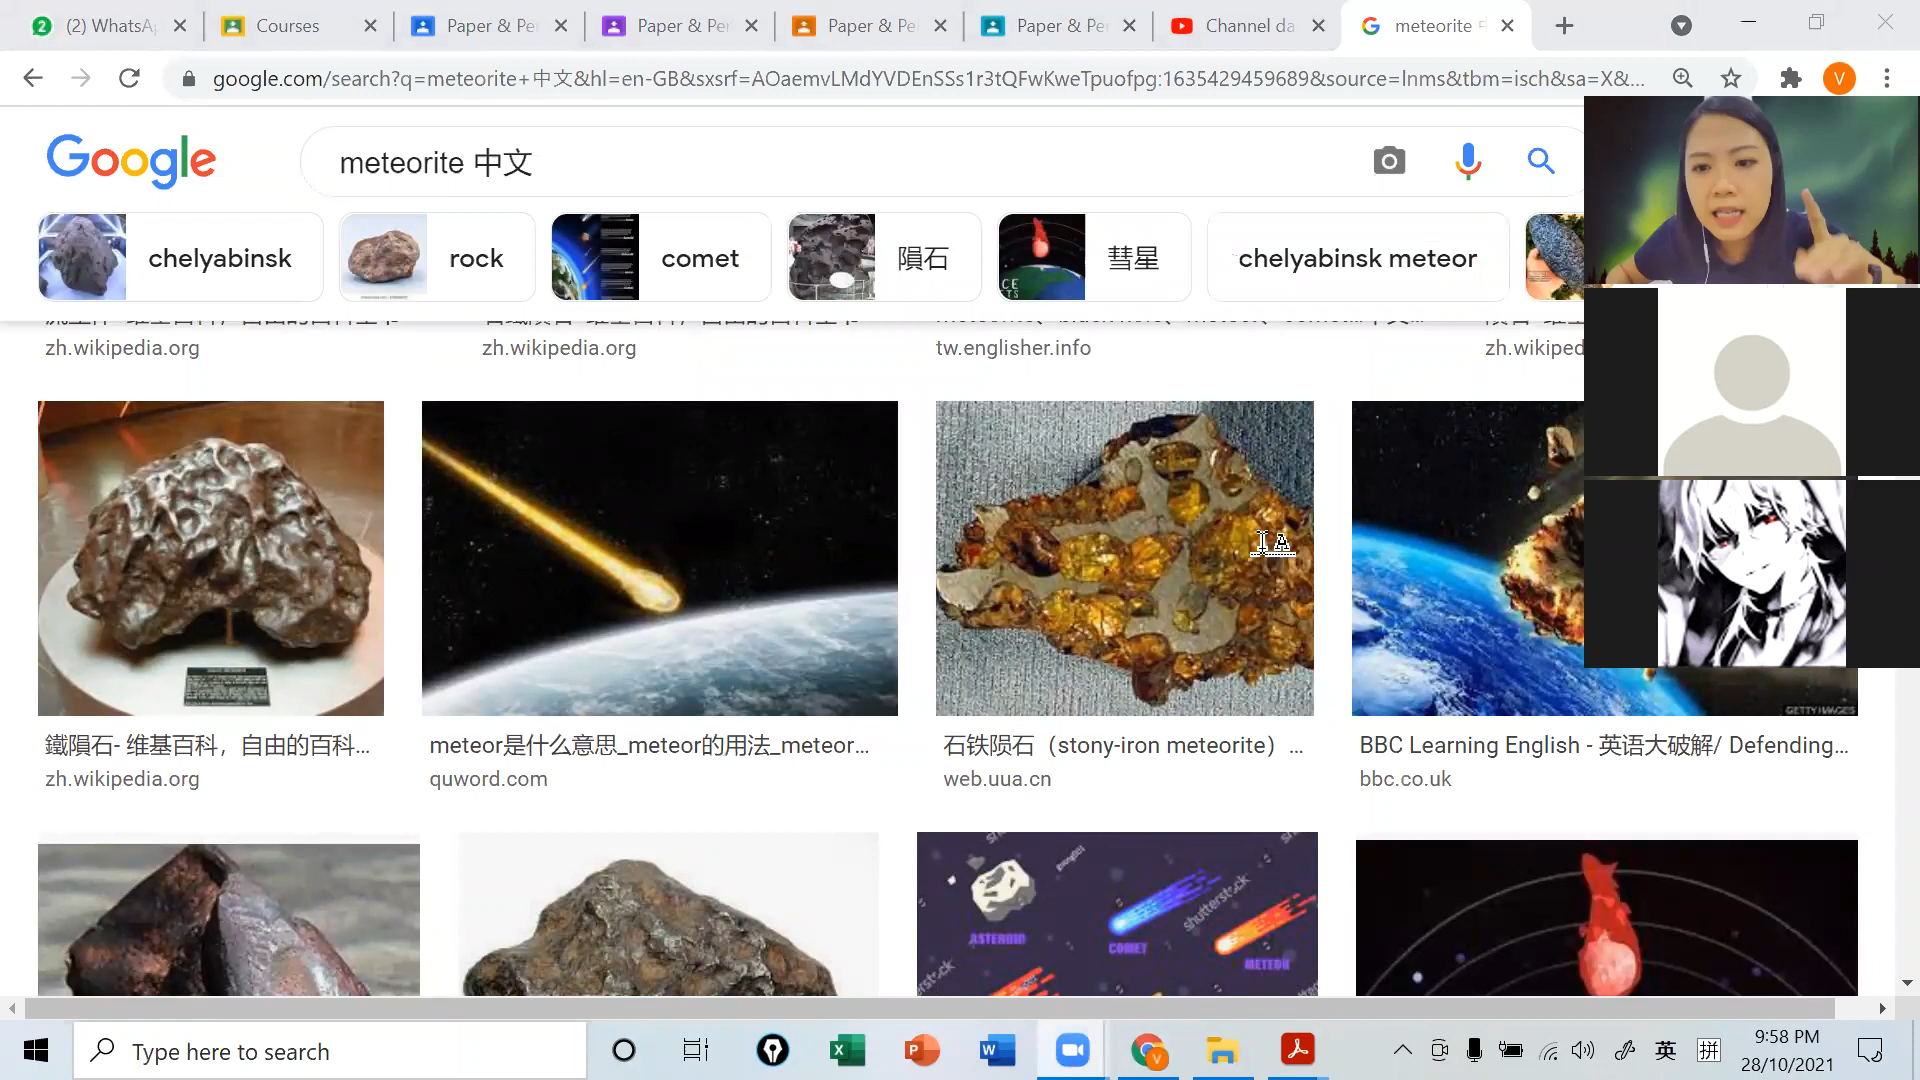 (2) WhatsA
Courses
Paper & Pe
Paper & Pe
Paper & Pe
Paper & Pe
Channel da
meteorite
google.com/search?q=meteorite+中文&hl=en-GB&sxsrf=AOaemvLMdYVDEnSSs1r3tQFwKweTpuofpg:1635429459689&source=lnms&tbm=isch&sa=X&...
V
Google
meteorite 中文
chelyabinsk
rock
comet
隕石
彗星
chelyabinsk meteor
zh.wikipedia.org
zh.wikipedia.org
tw.englisher.info
zh.wikiped
GETTY IMAGES
鐵隕石- 维基百科，自由的百科...
meteor是什么意思_meteor的用法_meteor...
石铁陨石（stony-iron meteorite）...
BBC Learning English - 英语大破解/ Defending...
zh.wikipedia.org
quword.com
web.uua.cn
bbc.co.uk
ASTEROID
COMET
METEOR
shutterstock
Type here to search
英
拼
9:58 PM
28/10/2021